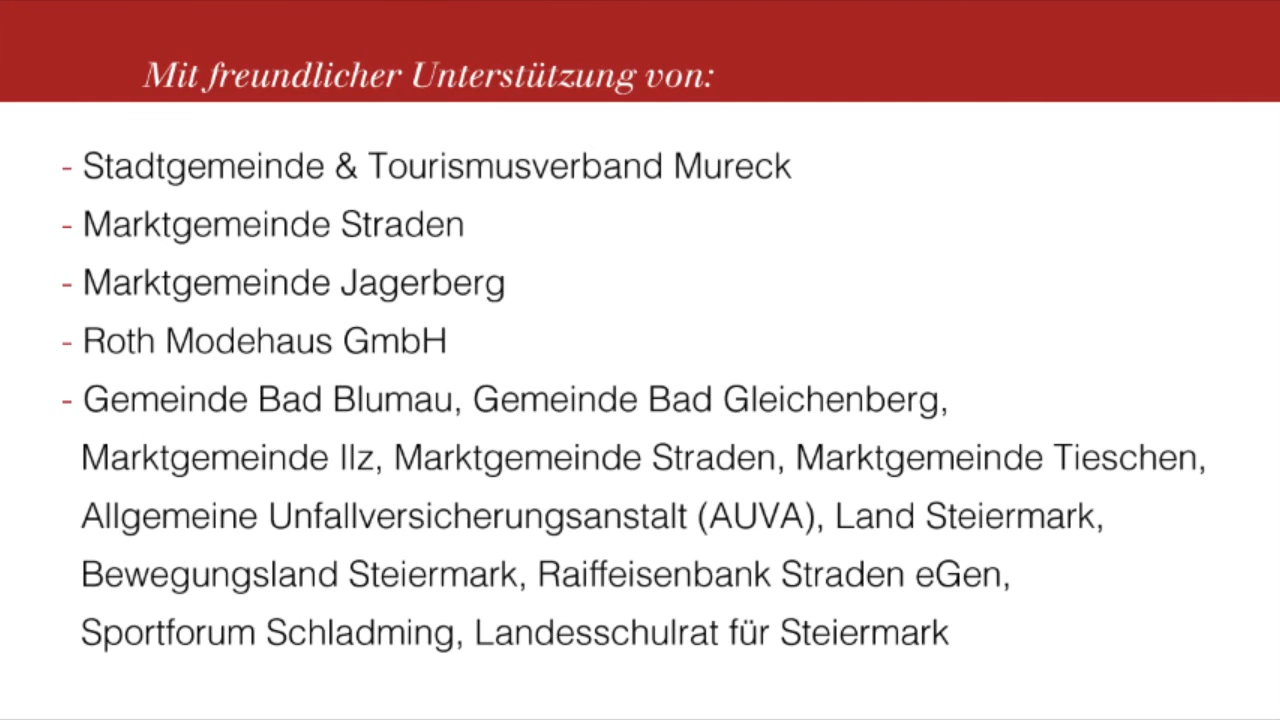 Mit freundlicher Unterstützung von:
- Stadtgemeinde & Tourismusverband Mureck
- Marktgemeinde Straden
- Marktgemeinde Jagerberg
- Roth Modehaus GmbH
- Gemeinde Bad Blumau, Gemeinde Bad Gleichenberg,
Marktgemeinde Ilz, Marktgemeinde Straden, Marktgemeinde Tieschen,
Allgemeine Unfallversicherungsanstalt (AUVA), Land Steiermark,
Bewegungsland Steiermark, Raiffeisenbank Straden eGen,
Sportforum Schladming, Landesschulrat für Steiermark